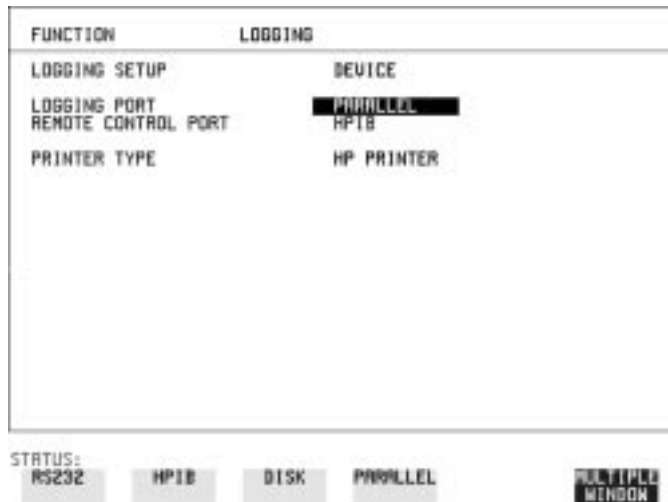 FUNCTION LOGGING
LOGGING SETUP DEVICE
LOGGING PORT PARALLEL
REMOTE CONTROL PORT HPIB
PRINTER TYPE HP PRINTER
STATUS:
RS232 HPIB DISK PARALLEL MULTIPLE
WINDOW